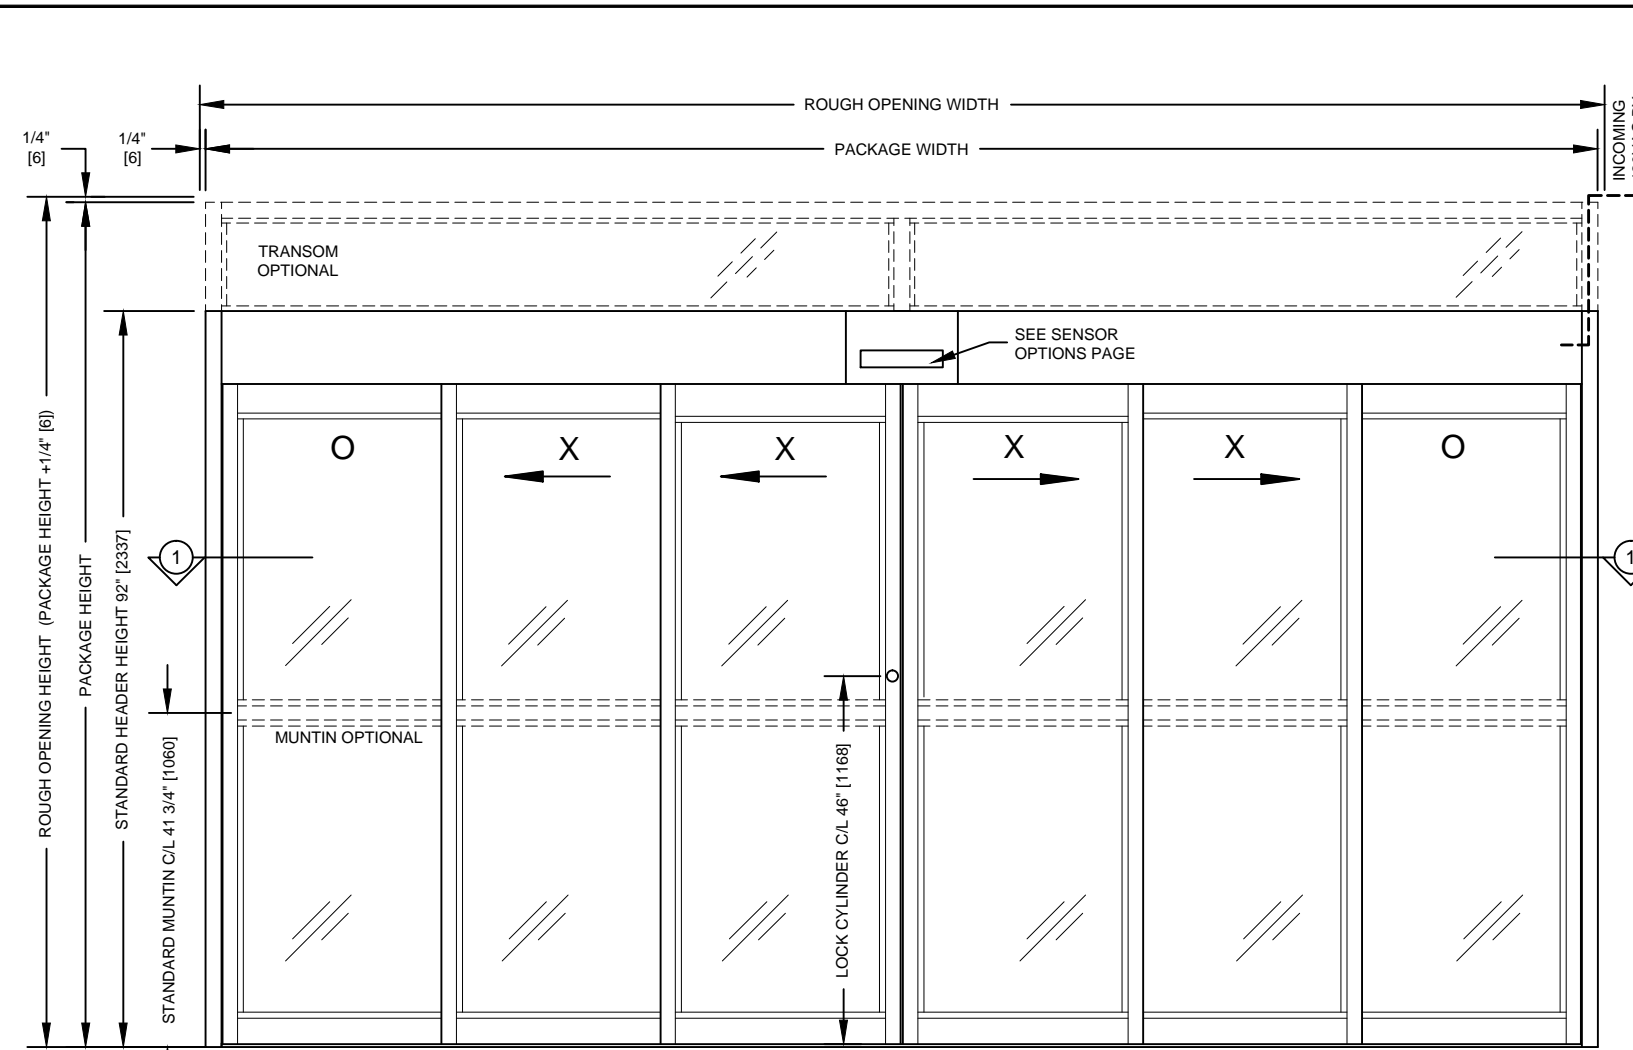 ROUGH OPENING WIDTH
PACKAGE WIDTH
INCOMING
1/4"
[6]
1/4"
[6]
TRANSOM
OPTIONAL
SEE SENSOR
OPTIONS PAGE
O
X
X
X
X
O
1
1
ROUGH OPENING HEIGHT (PACKAGE HEIGHT +1/4" [6])
PACKAGE HEIGHT
STANDARD HEADER HEIGHT 92" [2337]
STANDARD MUNTIN C/L 41 3/4" [1060]
MUNTIN OPTIONAL
LOCK CYLINDER C/L 46" [1168]